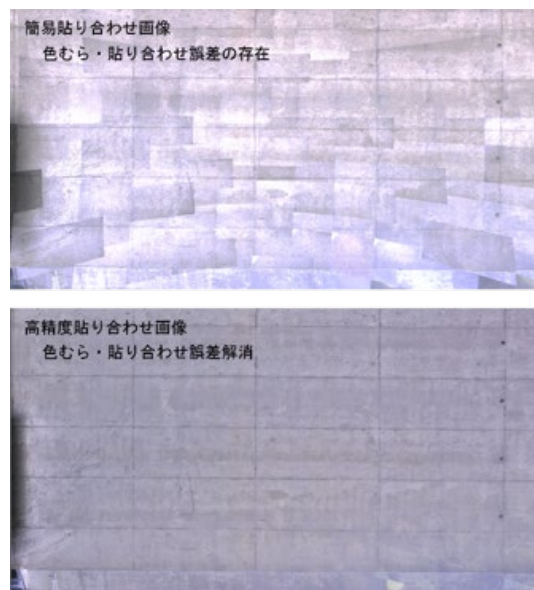 簡易貼り合わせ画像
色むら・貼り合わせ誤差の存在
高精度貼り合わせ画像
色むら・貼り合わせ誤差解消